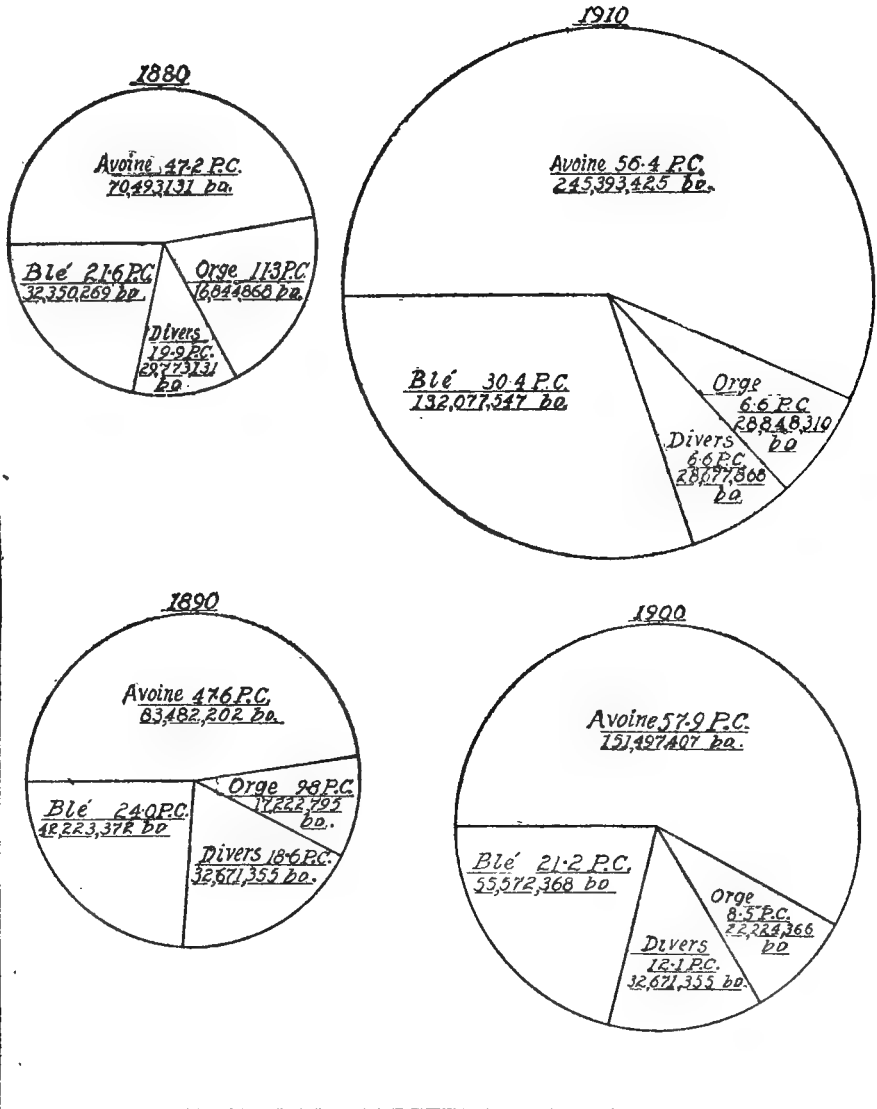 1880
Avoine 47.2 P.C.
70,493,131 bo.
Blé 21.6 P.C.
32,350,269 bo.
Orge 11.3 P.C.
16,844,868 bo.
Divers
19.9 P.C.
29,773,131
bo.
1910
Avoine 56.4 P.C.
245,393,425 bo.
Blé 30.4 P.C.
132,077,547 bo.
Orge
6.6 P.C
28,848,310
bo
Divers
6.6 P.C.
28,677,868
bo.
1890
Avoine 47.6 P.C.
83,482,202 bo.
Blé 24.0 P.C.
42,223,372 bo
Orge 9.8 P.C.
17,222,795
bo.
Divers 18.6 P.C.
32,671,355 bo.
1900
Avoine 57.9 P.C.
151,497,407 bo.
Blé 21.2 P.C.
55,572,368 bo
Orge
8.5 P.C.
22,224,366
bo
Divers
12.1 P.C.
32,671,355 bo.